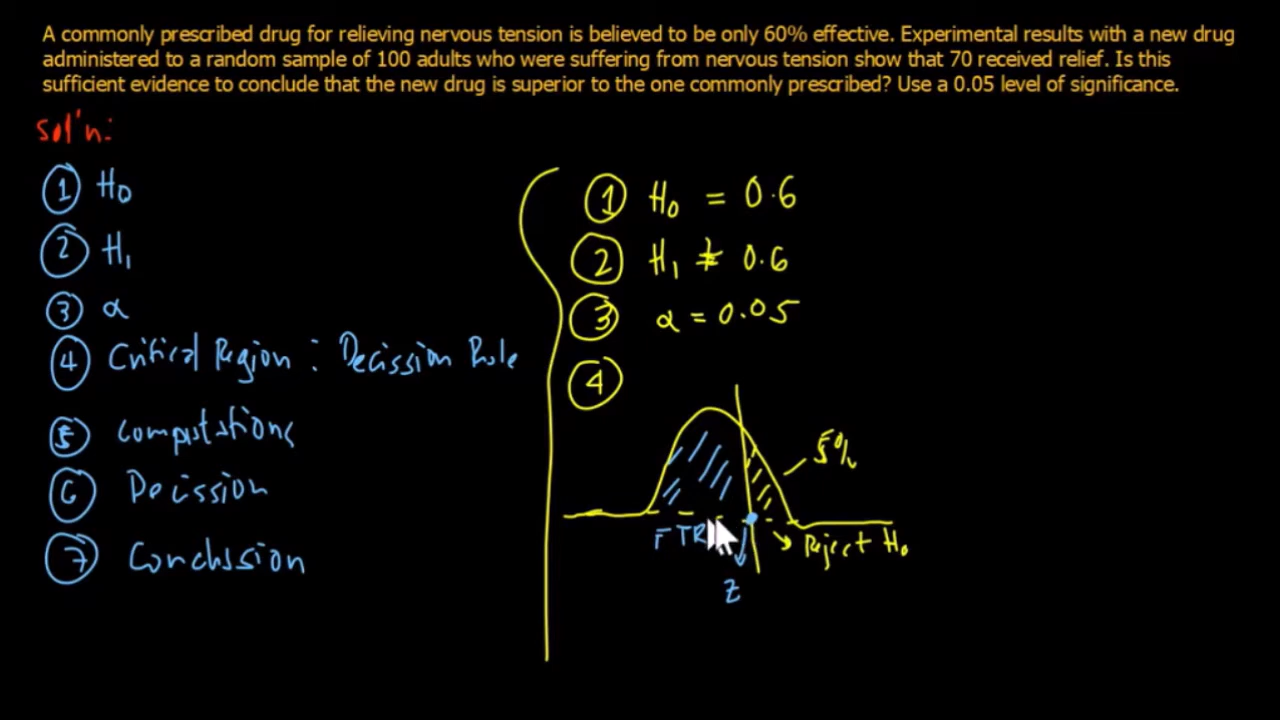 A commonly prescribed drug for relieving nervous tension is believed to be only 60% effective. Experimental results with a new drug
administered to a random sample of 100 adults who were suffering from nervous tension show that 70 received relief. Is this
sufficient evidence to conclude that the new drug is superior to the one commonly prescribed? Use a 0.05 level of significance.
Sol'n:
1 H0
2 H1
3 α
4 Critical Region : Decission Rule
5 Computations
6 Decission
7 Conclssion
1 H0 = 0.6
2 H1 ≠ 0.6
3 α = 0.05
4
5%
FTR
Reject H0
Z